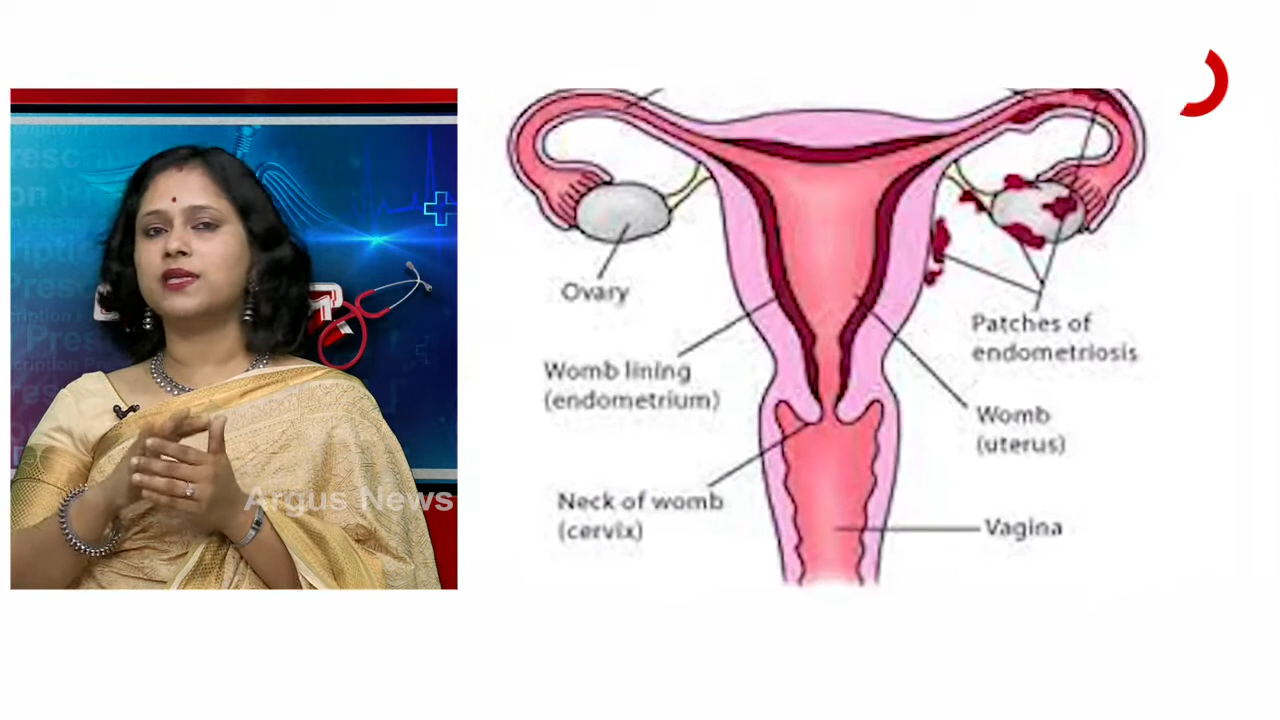 Argus News
Ovary
Womb lining
(endometrium)
Neck of womb
(cervix)
Patches of
endometriosis
Womb
(uterus)
Vagina